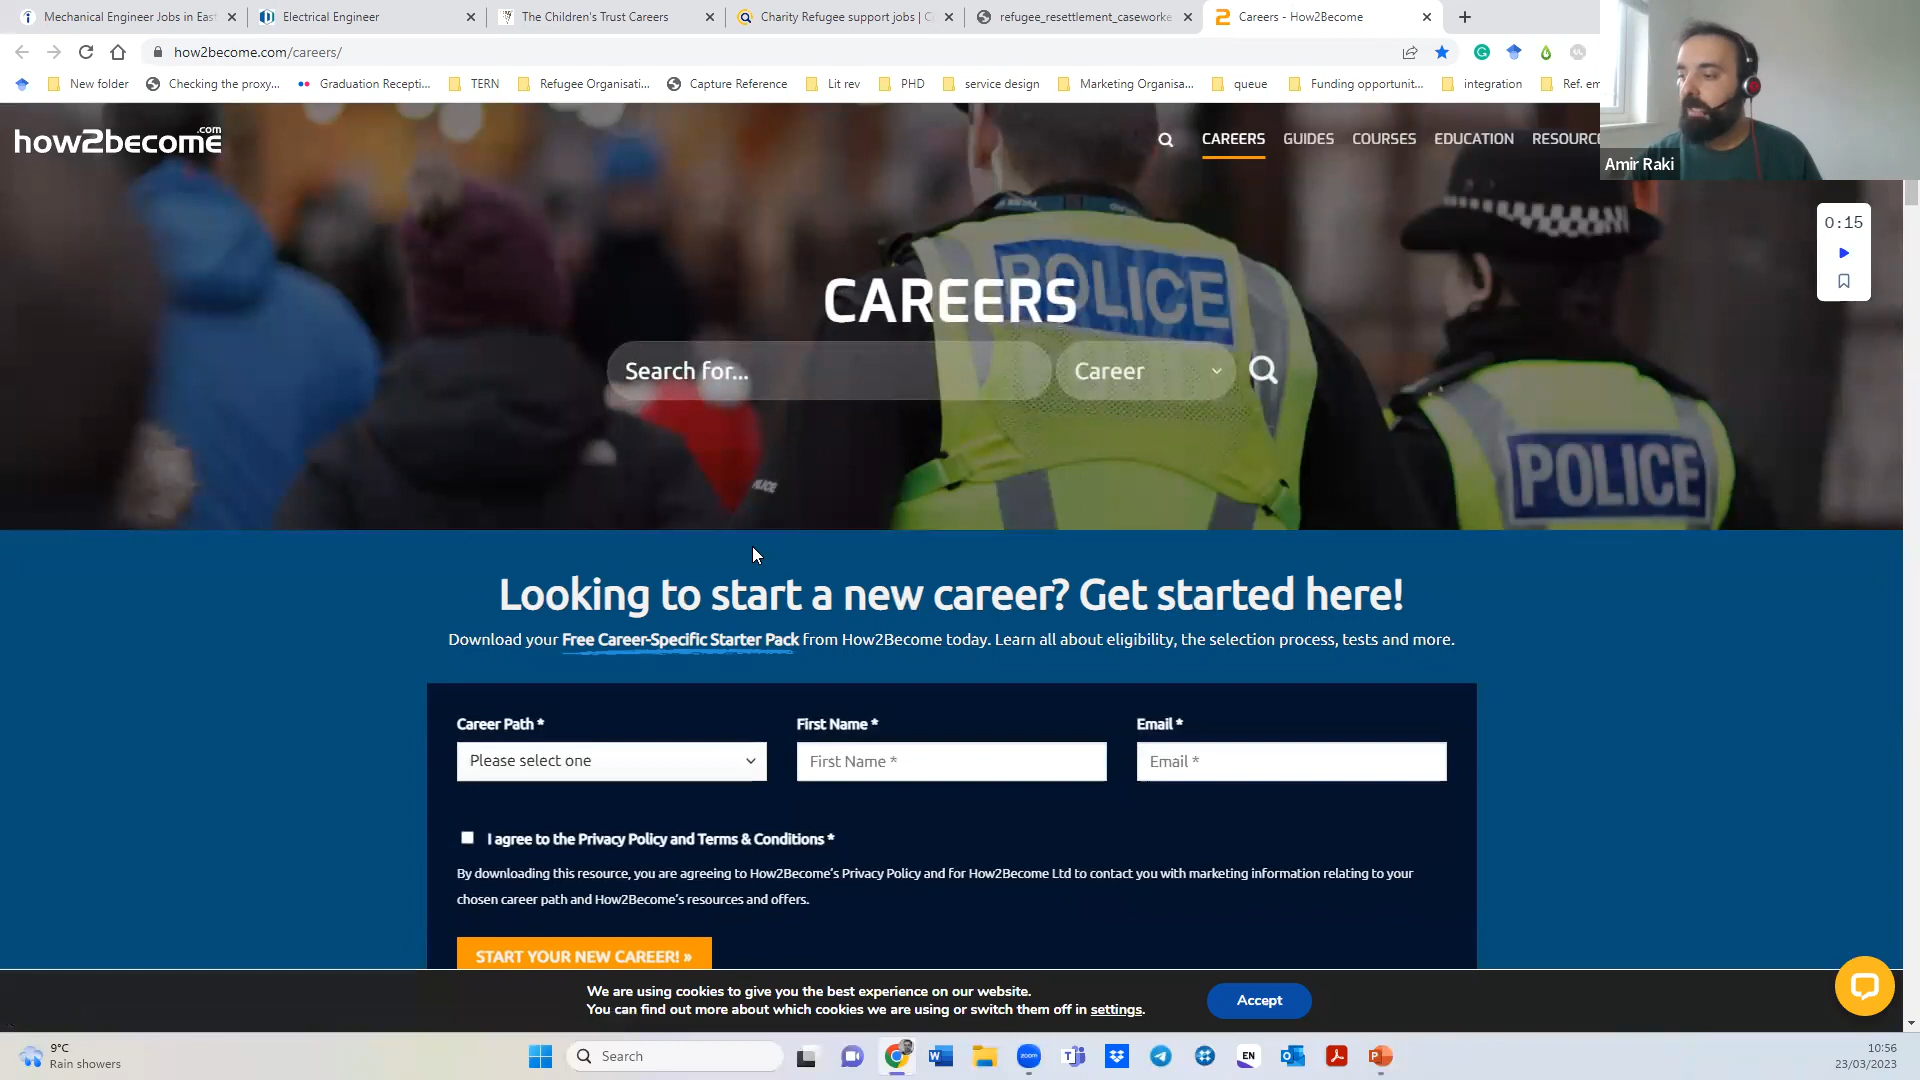 Mechanical Engineer Jobs in East
Electrical Engineer
The Children's Trust Careers
Charity Refugee support jobs |
refugee_resettlement_caseworke
Careers - How2Become
how2become.com/careers/
New folder
Checking the proxy...
Graduation Recepti...
TERN
Refugee Organisati...
Capture Reference
Lit rev
PHD
service design
Marketing Organisa...
queue
Funding opportunit...
integration
Ref. em
how2become.com
CAREERS
GUIDES
COURSES
EDUCATION
RESOURC
Amir Raki
0:15
POLICE
CAREERS
Search for...
Career
POLICE
Looking to start a new career? Get started here!
Download your Free Career-Specific Starter Pack from How2Become today. Learn all about eligibility, the selection process, tests and more.
Career Path *
First Name *
Email *
Please select one
First Name *
Email *
I agree to the Privacy Policy and Terms & Conditions *
By downloading this resource, you are agreeing to How2Become's Privacy Policy and for How2Become Ltd to contact you with marketing information relating to your
chosen career path and How2Become's resources and offers.
START YOUR NEW CAREER! »
We are using cookies to give you the best experience on our website.
You can find out more about which cookies we are using or switch them off in settings.
Accept
9°C
Rain showers
Search
zoom
EN
10:56
23/03/2023